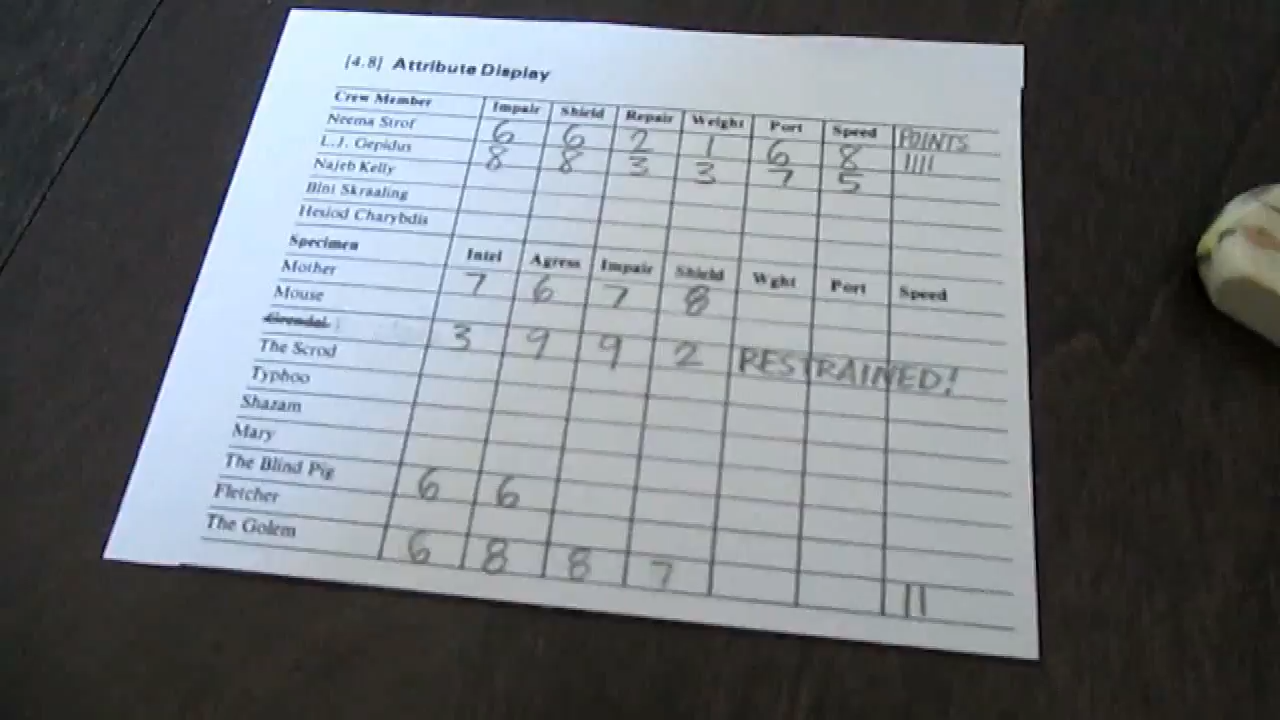 [4.8] Attribute Display
Crew Member Impair Shield Repair Weight Port Speed POINTS
Neema Strof 6 6 2 1 6 8 ||||
L.J. Gepidus 8 8 3 3 7 5
Najeb Kelly
Bini Skraaling
Hesiod Charybdis
Specimen Intel Agress Impair Shield Wght Port Speed
Mother 7 6 7 8
Mouse
Grendel 3 9 9 2 RESTRAINED!
The Scrod
Typhoo
Shazam
Mary
The Blind Pig 6 6
Fletcher
The Golem 6 8 8 7 ||